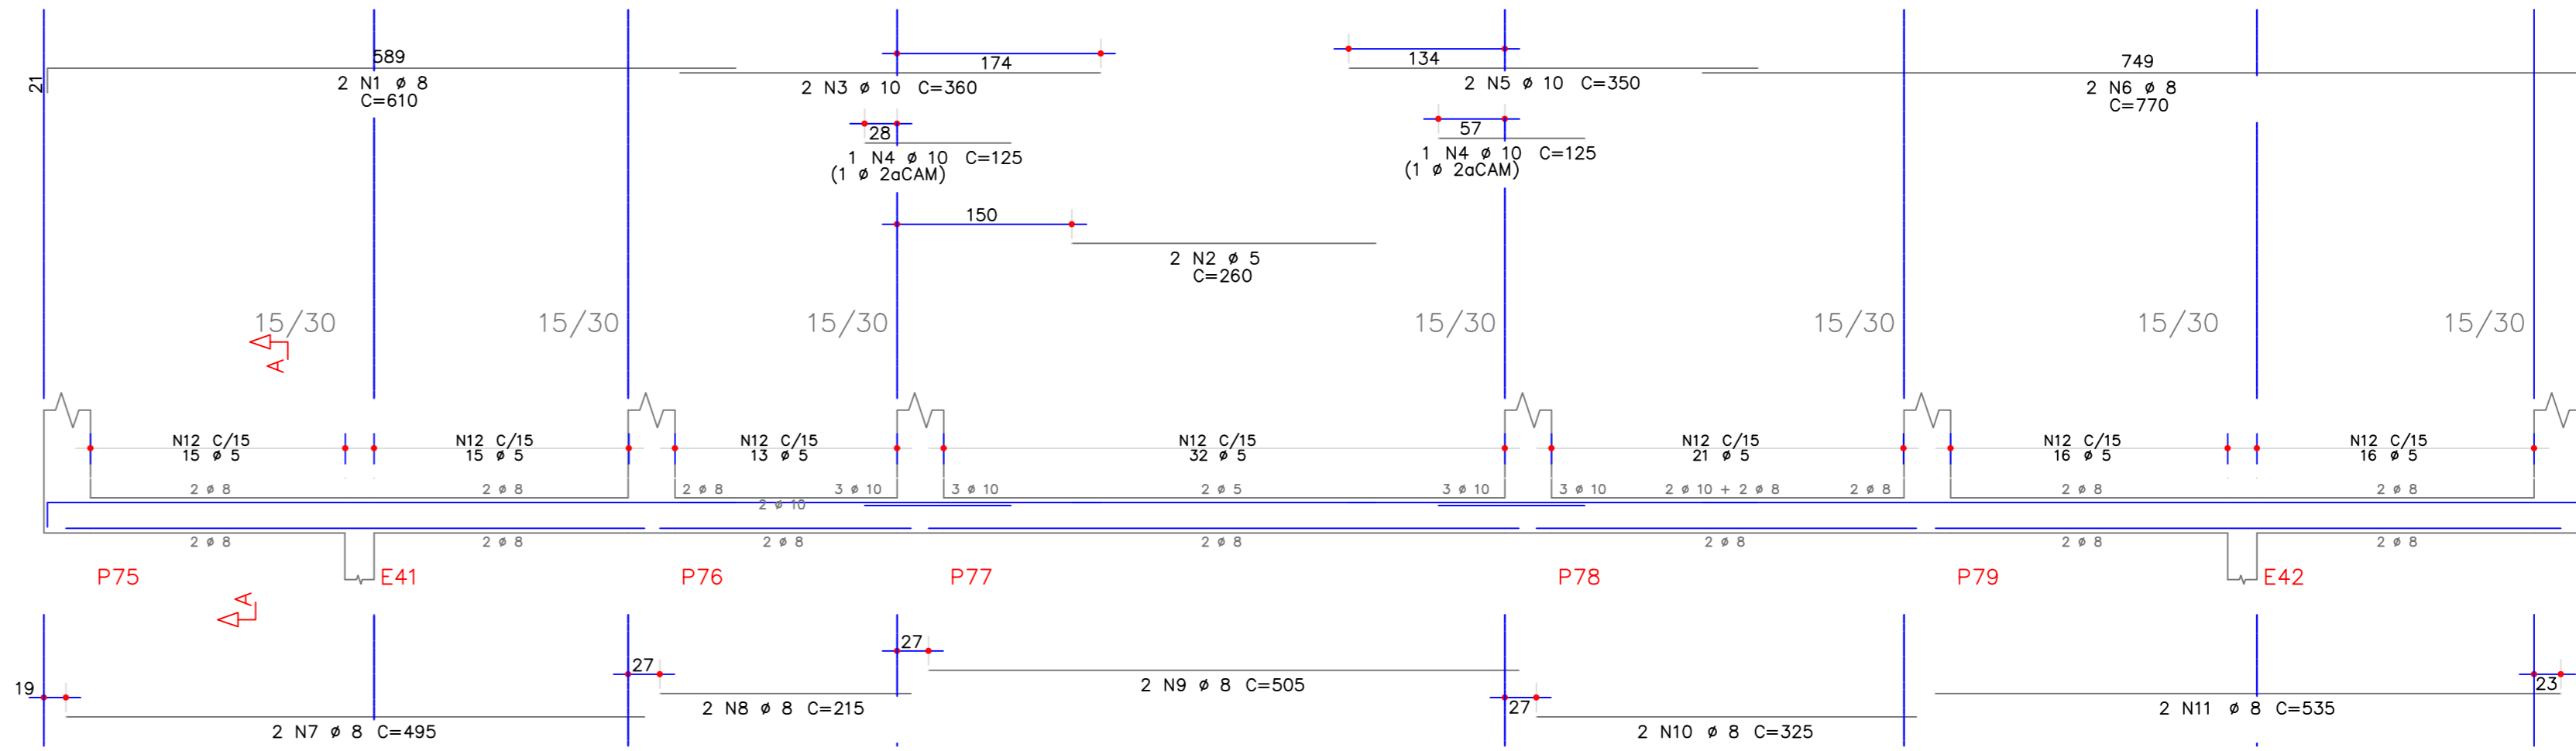 589
174
134
749
21
2 N1 ø 8
C=610
2 N3 ø 10 C=360
2 N5 ø 10 C=350
2 N6 ø 8
C=770
28
57
1 N4 ø 10 C=125
(1 ø 2aCAM)
1 N4 ø 10 C=125
(1 ø 2aCAM)
150
2 N2 ø 5
C=260
15/30
15/30
15/30
15/30
15/30
15/30
15/30
A
N12 C/15
15 ø 5
N12 C/15
15 ø 5
N12 C/15
13 ø 5
N12 C/15
32 ø 5
N12 C/15
21 ø 5
N12 C/15
16 ø 5
N12 C/15
16 ø 5
2 ø 8
2 ø 8
2 ø 8
3 ø 10
3 ø 10
2 ø 5
3 ø 10
3 ø 10
2 ø 10 + 2 ø 8
2 ø 8
2 ø 8
2 ø 8
2 ø 10
2 ø 8
2 ø 8
2 ø 8
2 ø 8
2 ø 8
2 ø 8
2 ø 8
P75
E41
P76
P77
P78
P79
E42
A
19
27
27
27
23
2 N7 ø 8 C=495
2 N8 ø 8 C=215
2 N9 ø 8 C=505
2 N10 ø 8 C=325
2 N11 ø 8 C=535